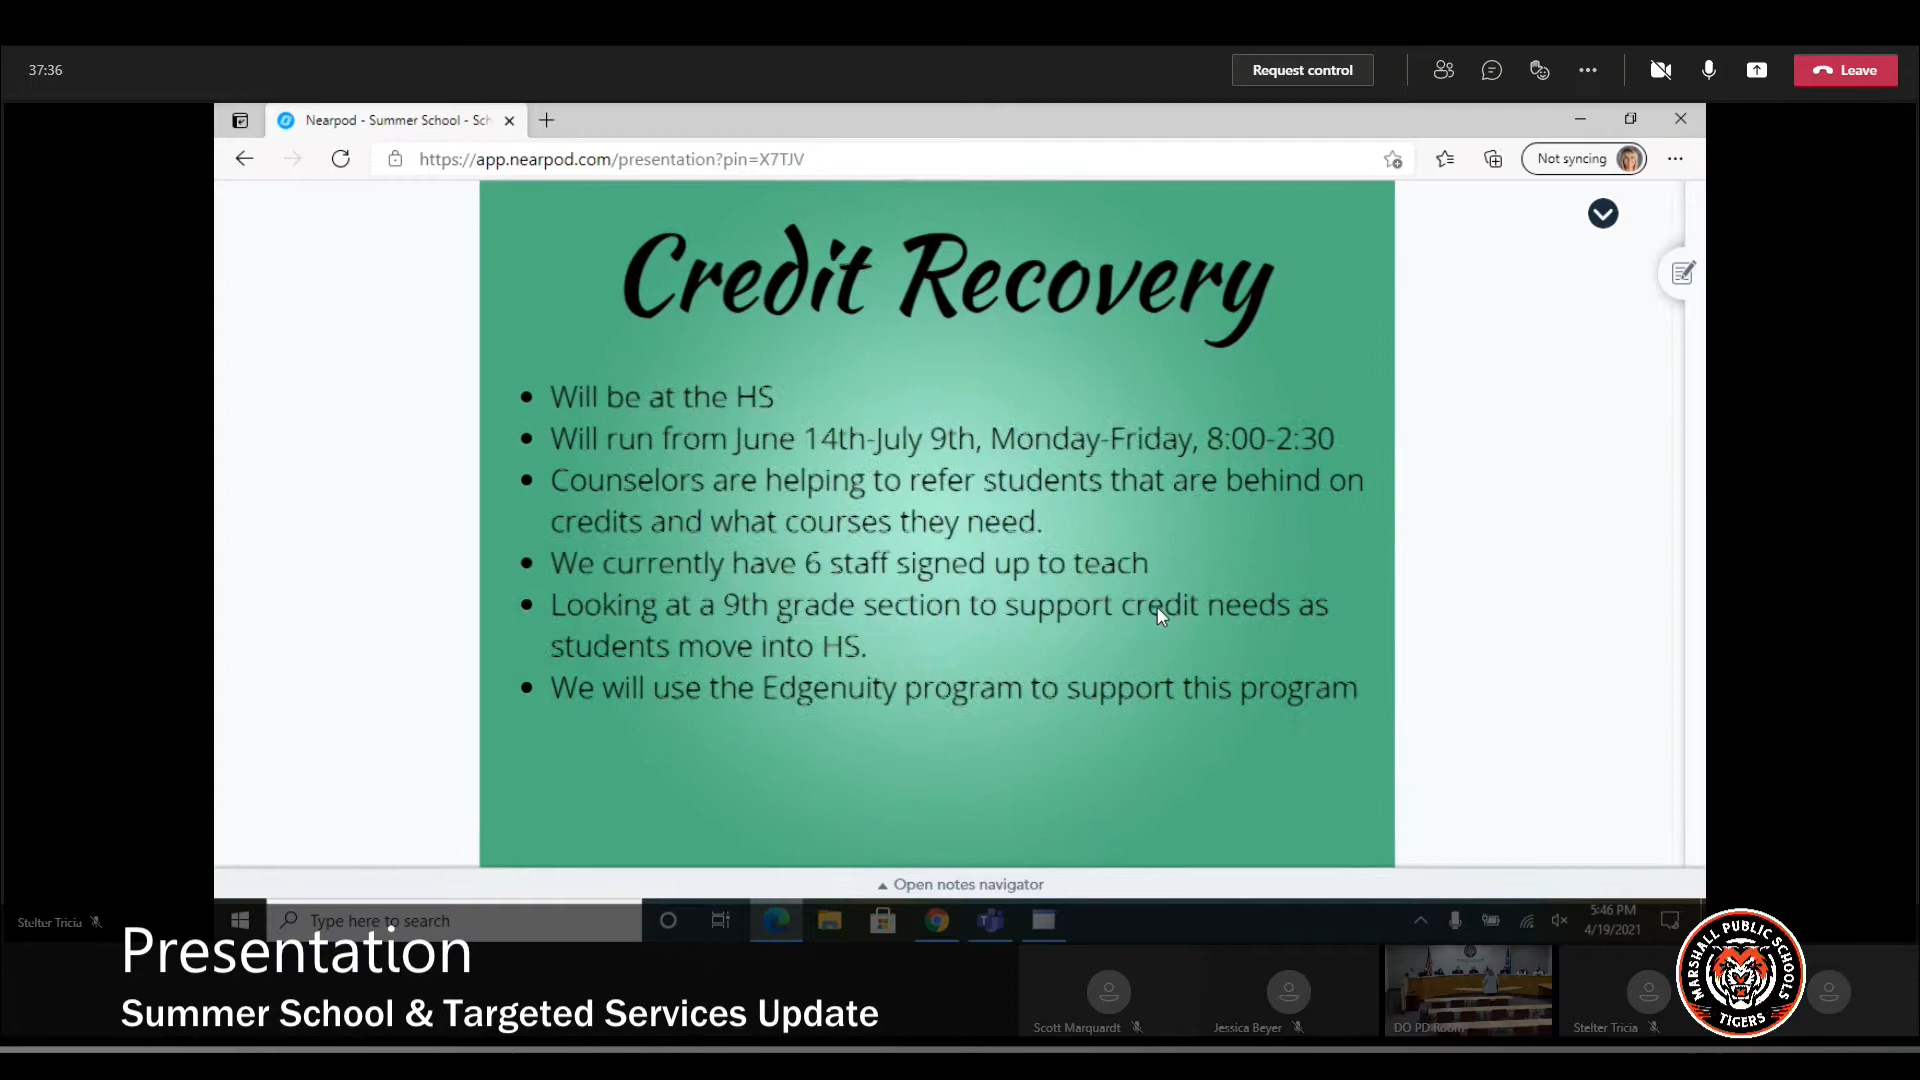 37:36
Request control
Leave
Nearpod - Summer School - Sch
https://app.nearpod.com/presentation?pin=X7TJV
Not syncing
Credit Recovery
• Will be at the HS
• Will run from June 14th-July 9th, Monday-Friday, 8:00-2:30
• Counselors are helping to refer students that are behind on
credits and what courses they need.
• We currently have 6 staff signed up to teach
• Looking at a 9th grade section to support credit needs as
students move into HS.
• We will use the Edgenuity program to support this program
Open notes navigator
Stelter Tricia
Type here to search
5:46 PM
4/19/2021
Presentation
Summer School & Targeted Services Update
Scott Marquardt
Jessica Beyer
DO PD Room
Stelter Tricia
MARSHALL PUBLIC SCHOOLS
TIGERS